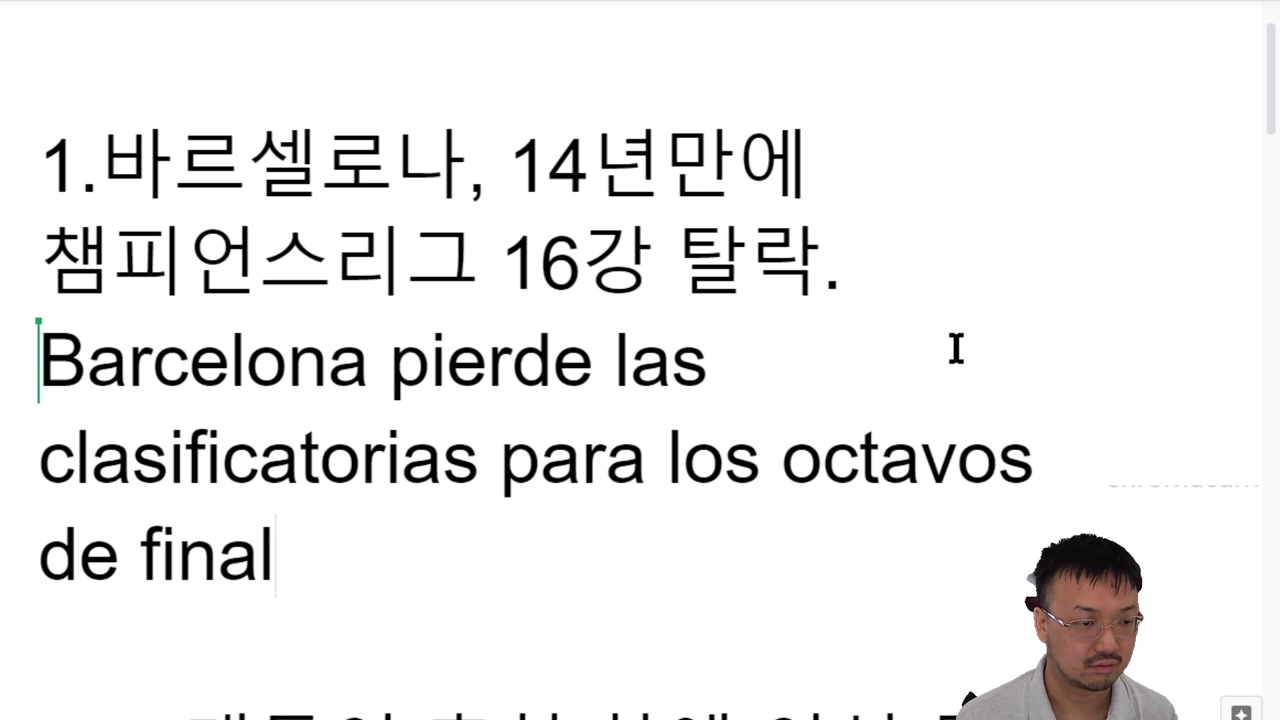 1.바르셀로나, 14년만에
챔피언스리그 16강 탈락.
Barcelona pierde las
clasificatorias para los octavos
de final